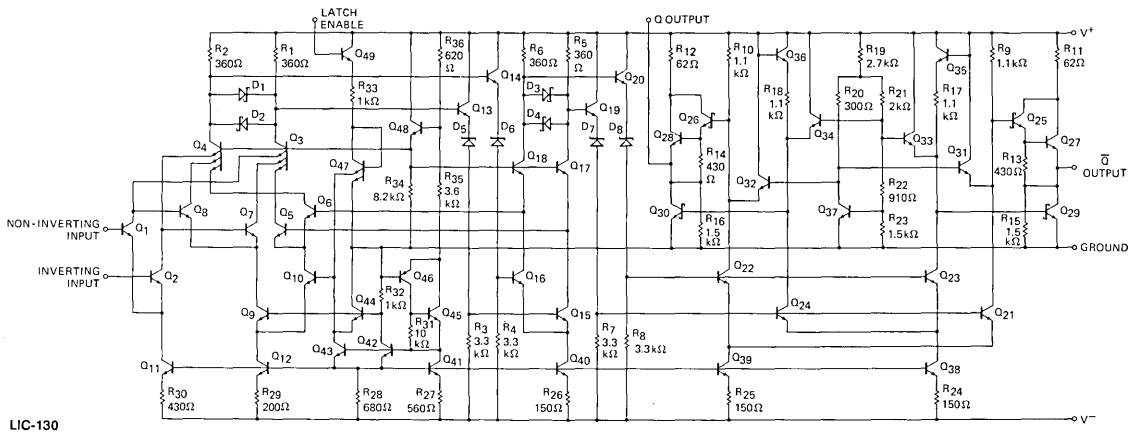 LATCH
ENABLE
Q OUTPUT
V+
R2
360Ω
R1
360Ω
Q49
R36
620
Ω
R6
360Ω
R5
360
Ω
R12
62Ω
R10
1.1
kΩ
Q36
R19
2.7kΩ
Q35
R9
1.1kΩ
R11
62Ω
Q14
Q20
D1
R33
1kΩ
Q13
D3
Q19
R18
1.1
kΩ
R20
300Ω
R21
2kΩ
R17
1.1
kΩ
D2
Q48
D5
D6
D4
D7
D8
Q26
Q28
Q34
Q33
Q25
Q27
Q4
Q3
Q47
Q18
Q17
R14
430
Ω
Q31
R13
430Ω
Q
OUTPUT
R34
8.2kΩ
R35
3.6
kΩ
Q32
R22
910Ω
Q8
Q7
Q5
Q6
Q30
R16
1.5
kΩ
Q37
R23
1.5kΩ
R15
1.5
kΩ
Q29
NON-INVERTING
INPUT
Q1
GROUND
INVERTING
INPUT
Q2
Q10
Q46
Q16
Q22
Q23
R32
1kΩ
Q9
Q44
R31
10
kΩ
Q45
Q15
Q24
Q21
Q43
Q42
R3
3.3
kΩ
R4
3.3
kΩ
R7
3.3
kΩ
R8
3.3kΩ
Q11
Q12
Q41
Q40
Q39
Q38
R30
430Ω
R29
200Ω
R28
680Ω
R27
560Ω
R26
150Ω
R25
150Ω
R24
150Ω
V−
LIC-130